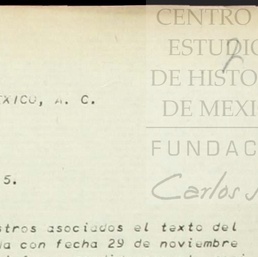 CENTRO
ESTUDIO
DE HISTO
DE MEXI
FUNDAC
Carlos
XICO, A. C.
5.
stros asociados el texto del
a con fecha 29 de noviembre